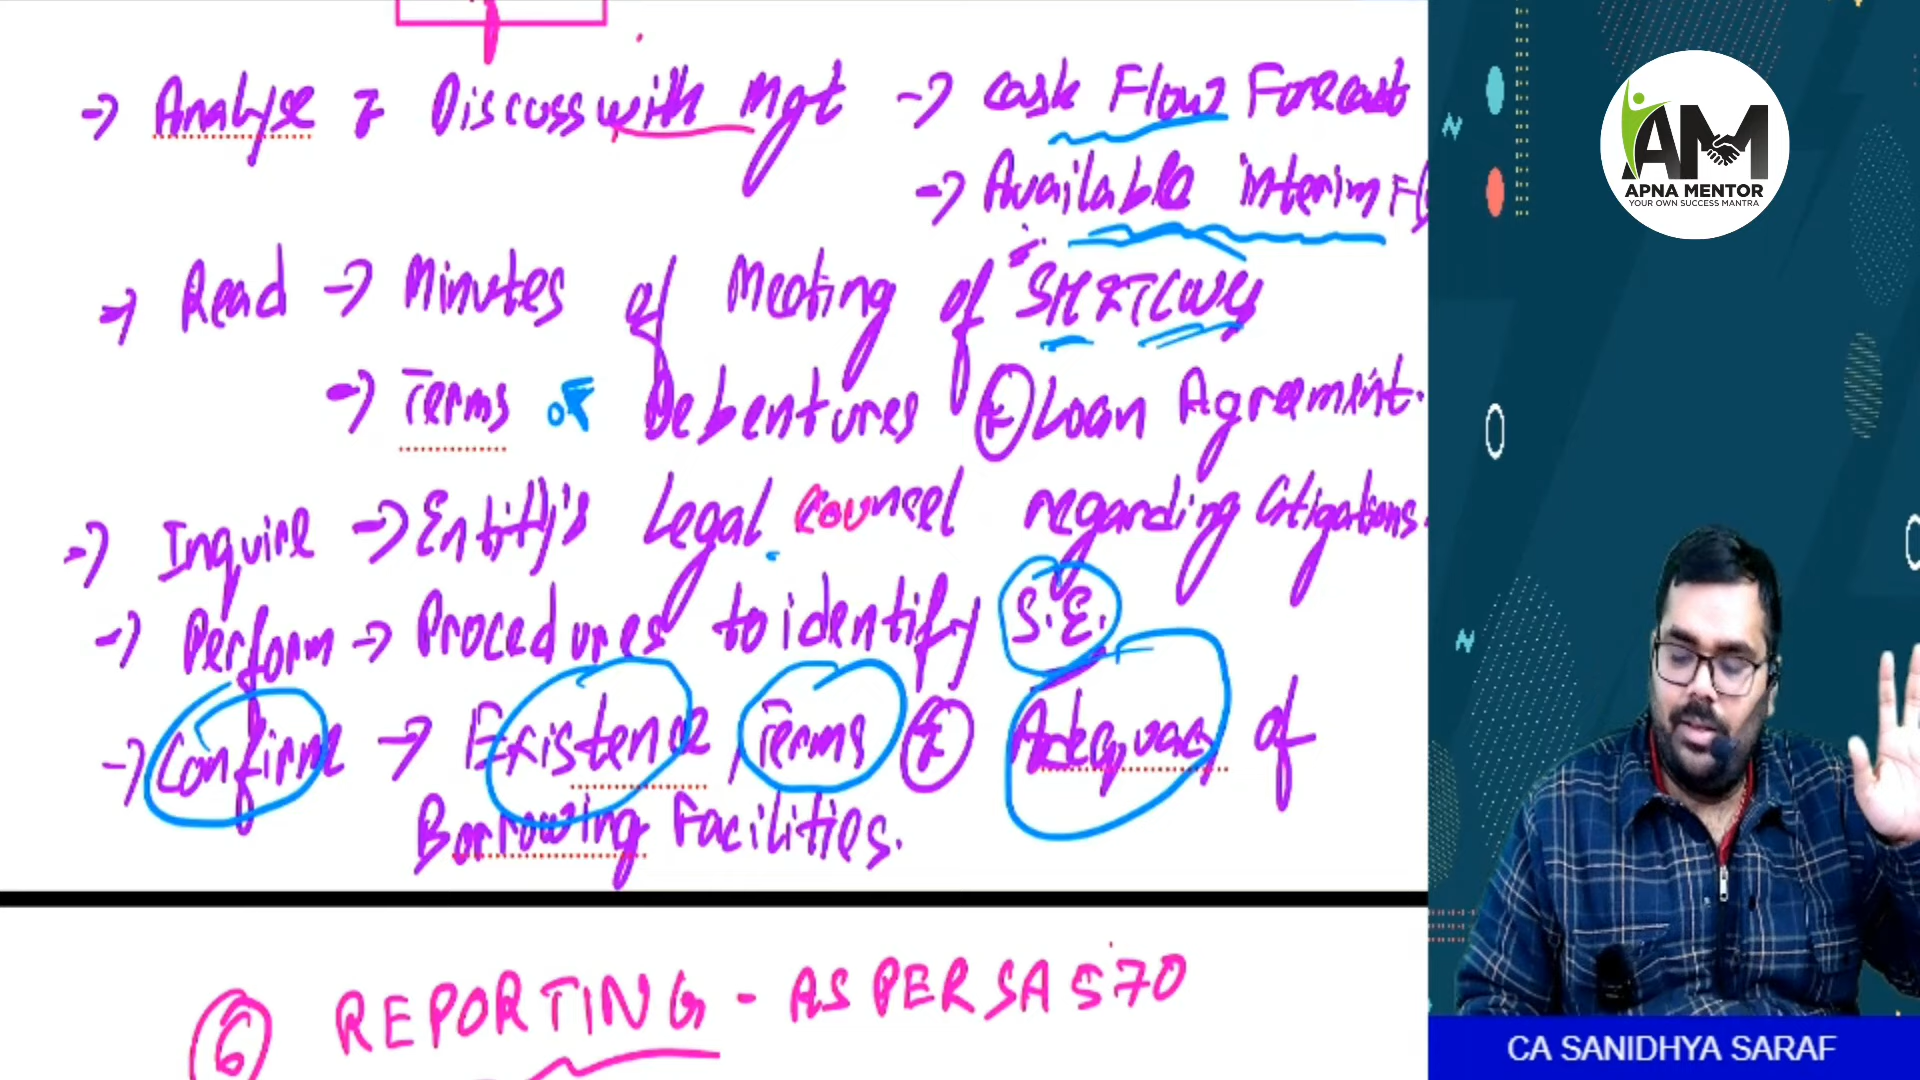 -> Analyse & Discuss with Mgt -> Cash Flow Forecast
-> Available interim
-> Read -> Minutes of Meeting of SH & TCWG
-> Terms of Debentures & Loan Agreement.
-> Inquire -> Entity's Legal Counsel regarding litigations.
-> Perform -> Procedures to identify S.E.
-> Confirm -> Existence, Terms & Adequacy of
Borrowing Facilities.
6 REPORTING - AS PER SA 570
AM
APNA MENTOR
YOUR OWN SUCCESS MANTRA
CA SANIDHYA SARAF